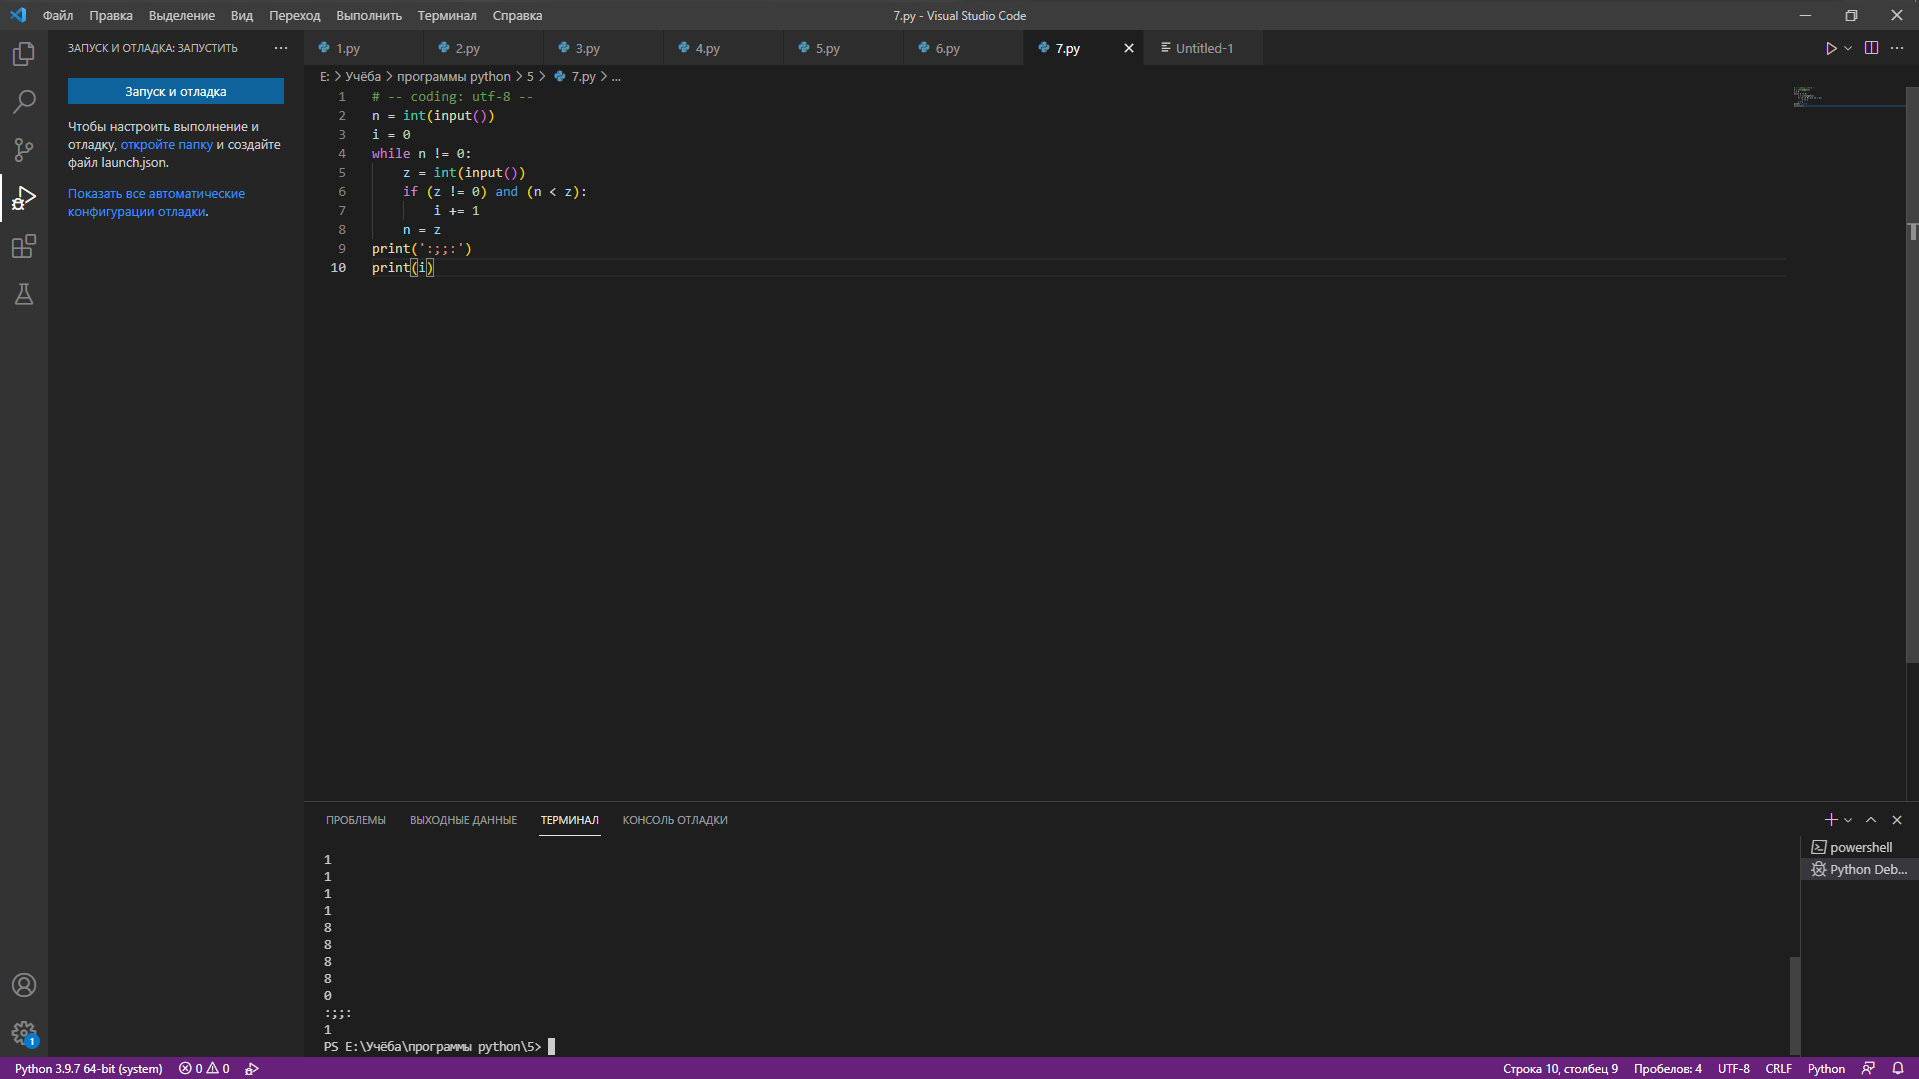 Файл Правка Выделение Вид Переход Выполнить Терминал Справка
7.py - Visual Studio Code
ЗАПУСК И ОТЛАДКА: ЗАПУСТИТЬ
Запуск и отладка
Чтобы настроить выполнение и
отладку, откройте папку и создайте
файл launch.json.
Показать все автоматические
конфигурации отладки.
1.py 2.py 3.py 4.py 5.py 6.py 7.py Untitled-1
E: > Учёба > программы python > 5 > 7.py > ...
1 # -- coding: utf-8 --
2 n = int(input())
3 i = 0
4 while n != 0:
5     z = int(input())
6     if (z != 0) and (n < z):
7         i += 1
8     n = z
9 print(':;;:')
10 print(i)
ПРОБЛЕМЫ ВЫХОДНЫЕ ДАННЫЕ ТЕРМИНАЛ КОНСОЛЬ ОТЛАДКИ
1
1
1
1
8
8
8
8
0
:;;:
1
PS E:\Учёба\программы python\5>
powershell
Python Deb...
1
Python 3.9.7 64-bit (system) 0 0
Строка 10, столбец 9 Пробелов: 4 UTF-8 CRLF Python